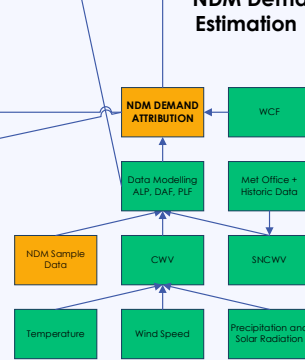 NDM Dema
Estimation
NDM DEMAND
ATTRIBUTION
WCF
Data Modelling
ALP, DAF, PLF
Met Office +
Historic Data
NDM Sample
Data
CWV
SNCWV
Temperature
Wind Speed
Precipitation and
Solar Radiation